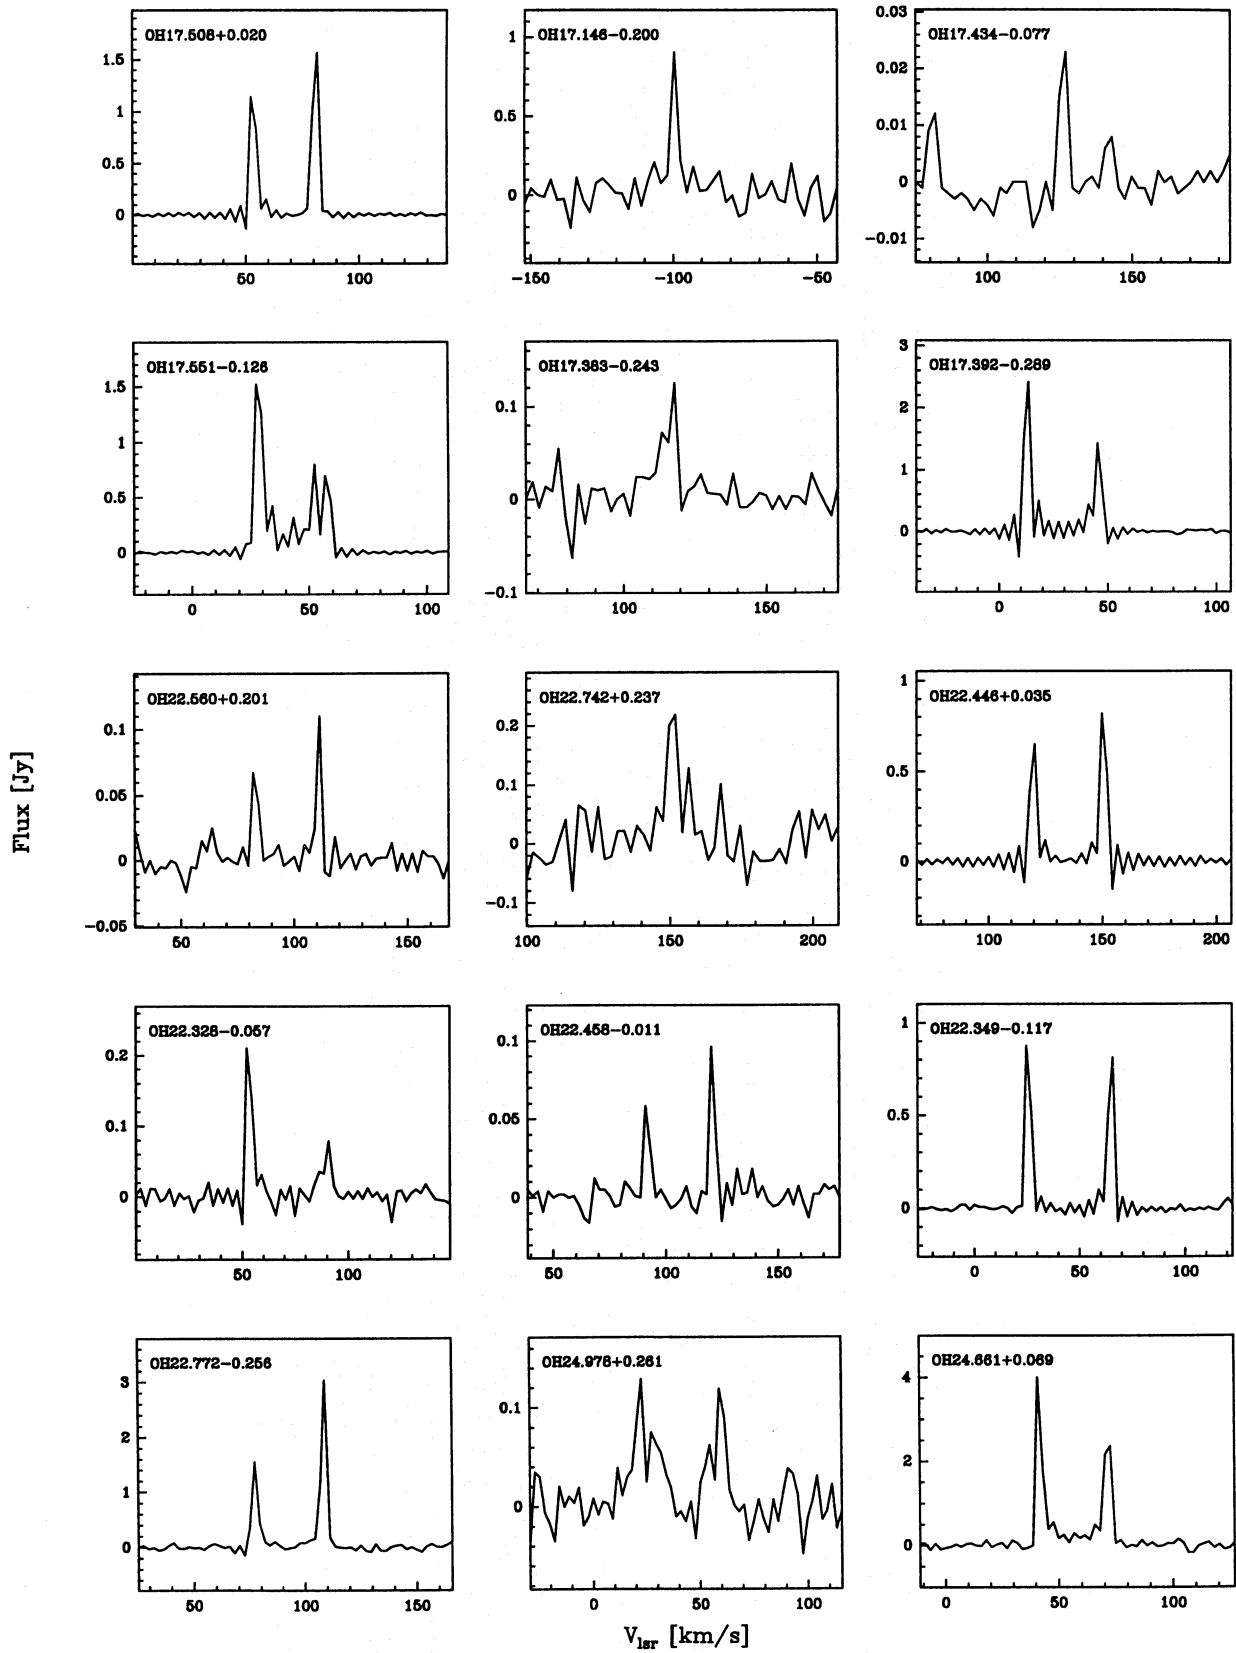 OH17.508+0.020
1.5
1
0.5
0
50 100
OH17.146−0.200
1
0.5
0
−150 −100 −50
OH17.434−0.077
0.03
0.02
0.01
0
−0.01
100 150
OH17.551−0.126
1.5
1
0.5
0
0 50 100
OH17.383−0.243
0.1
0
−0.1
100 150
OH17.392−0.289
3
2
1
0
0 50 100
Flux [Jy]
OH22.560+0.201
0.1
0.05
0
−0.05
50 100 150
OH22.742+0.237
0.2
0.1
0
−0.1
100 150 200
OH22.446+0.035
1
0.5
0
100 150 200
OH22.328−0.057
0.2
0.1
0
50 100
OH22.458−0.011
0.1
0.05
0
50 100 150
OH22.349−0.117
1
0.5
0
0 50 100
OH22.772−0.256
3
2
1
0
50 100 150
OH24.978+0.261
0.1
0
0 50 100
OH24.661+0.069
4
2
0
0 50 100
Vlsr [km/s]